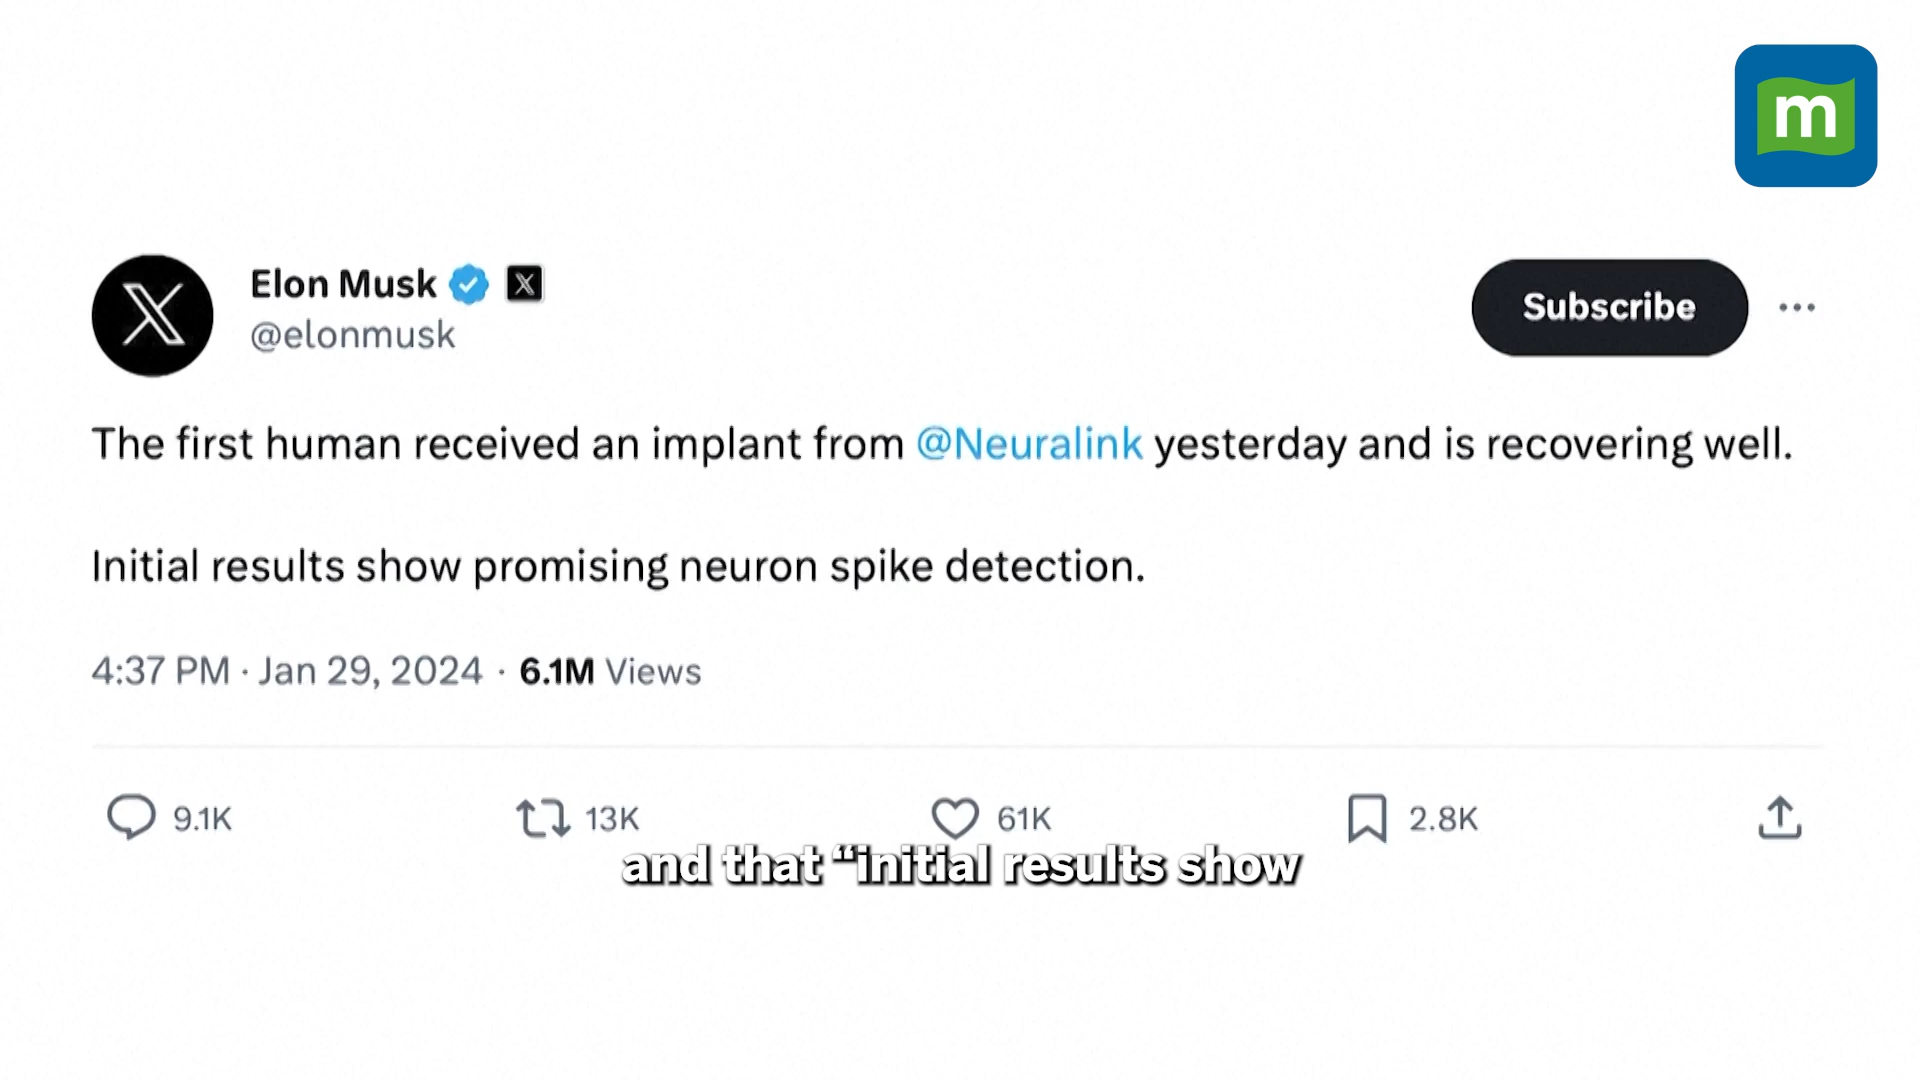 m
Elon Musk
@elonmusk
Subscribe
The first human received an implant from @Neuralink yesterday and is recovering well.
Initial results show promising neuron spike detection.
4:37 PM · Jan 29, 2024 · 6.1M Views
9.1K 13K 61K 2.8K
and that “initial results show